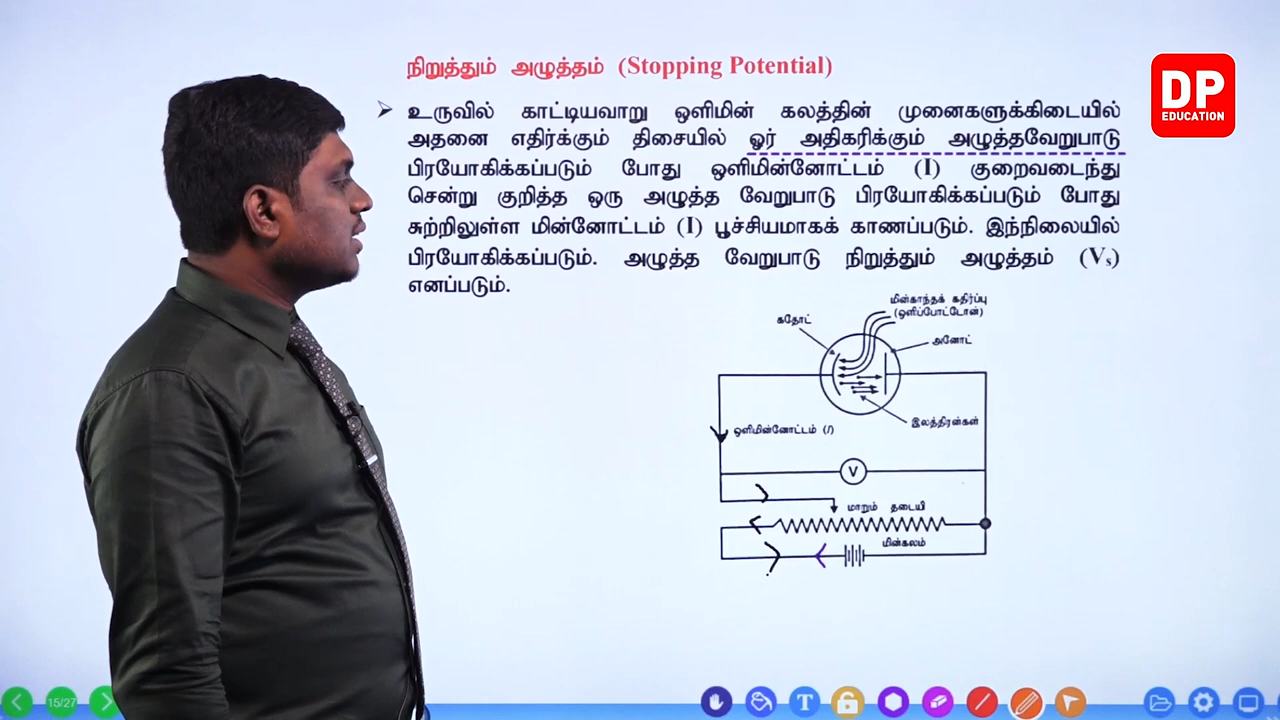 நிறுத்தும் அழுத்தம் (Stopping Potential)
DP
EDUCATION
உருவில் காட்டியவாறு ஒளிமின் கலத்தின் முனைகளுக்கிடையில்
அதனை எதிர்க்கும் திசையில் ஓர் அதிகரிக்கும் அழுத்தவேறுபாடு
பிரயோகிக்கப்படும் போது ஒளிமின்னோட்டம் (I) குறைவடைந்து
சென்று குறித்த ஒரு அழுத்த வேறுபாடு பிரயோகிக்கப்படும் போது
சுற்றிலுள்ள மின்னோட்டம் (I) பூச்சியமாகக் காணப்படும். இந்நிலையில்
பிரயோகிக்கப்படும். அழுத்த வேறுபாடு நிறுத்தும் அழுத்தம் (Vₛ)
எனப்படும்.
மின்காந்தக் கதிர்ப்பு
(ஒளிப்போட்டோன்)
கதோட்
அனோட்
இலத்திரன்கள்
ஒளிமின்னோட்டம் (I)
V
மாறும் தடையி
மின்கலம்
15/27
T